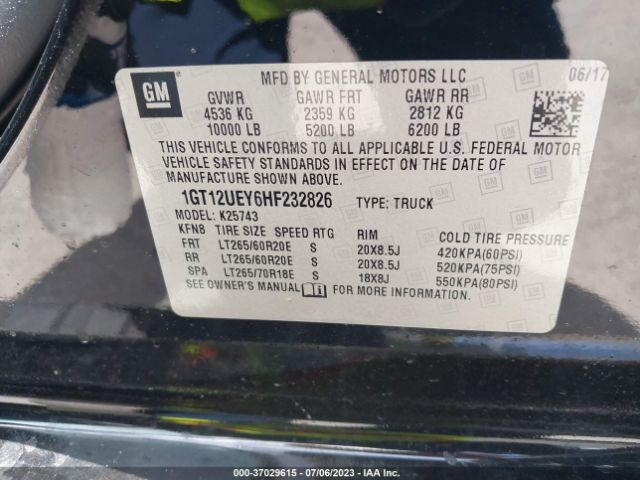 MFD BY GENERAL MOTORS LLC 06/17
GM
GVWR GAWR FRT GAWR RR
4536 KG 2359 KG 2812 KG
10000 LB 5200 LB 6200 LB
THIS VEHICLE CONFORMS TO ALL APPLICABLE U.S. FEDERAL MOTOR
VEHICLE SAFETY STANDARDS IN EFFECT ON THE DATE OF
MANUFACTURE SHOWN ABOVE.
1GT12UEY6HF232826 TYPE: TRUCK
MODEL: K25743
KFN8 TIRE SIZE SPEED RTG RIM COLD TIRE PRESSURE
FRT LT265/60R20E S 20X8.5J 420KPA(60PSI)
RR LT265/60R20E S 20X8.5J 520KPA(75PSI)
SPA LT265/70R18E S 18X8J 550KPA(80PSI)
SEE OWNER'S MANUAL FOR MORE INFORMATION.
000-37029615 - 07/06/2023 - IAA Inc.